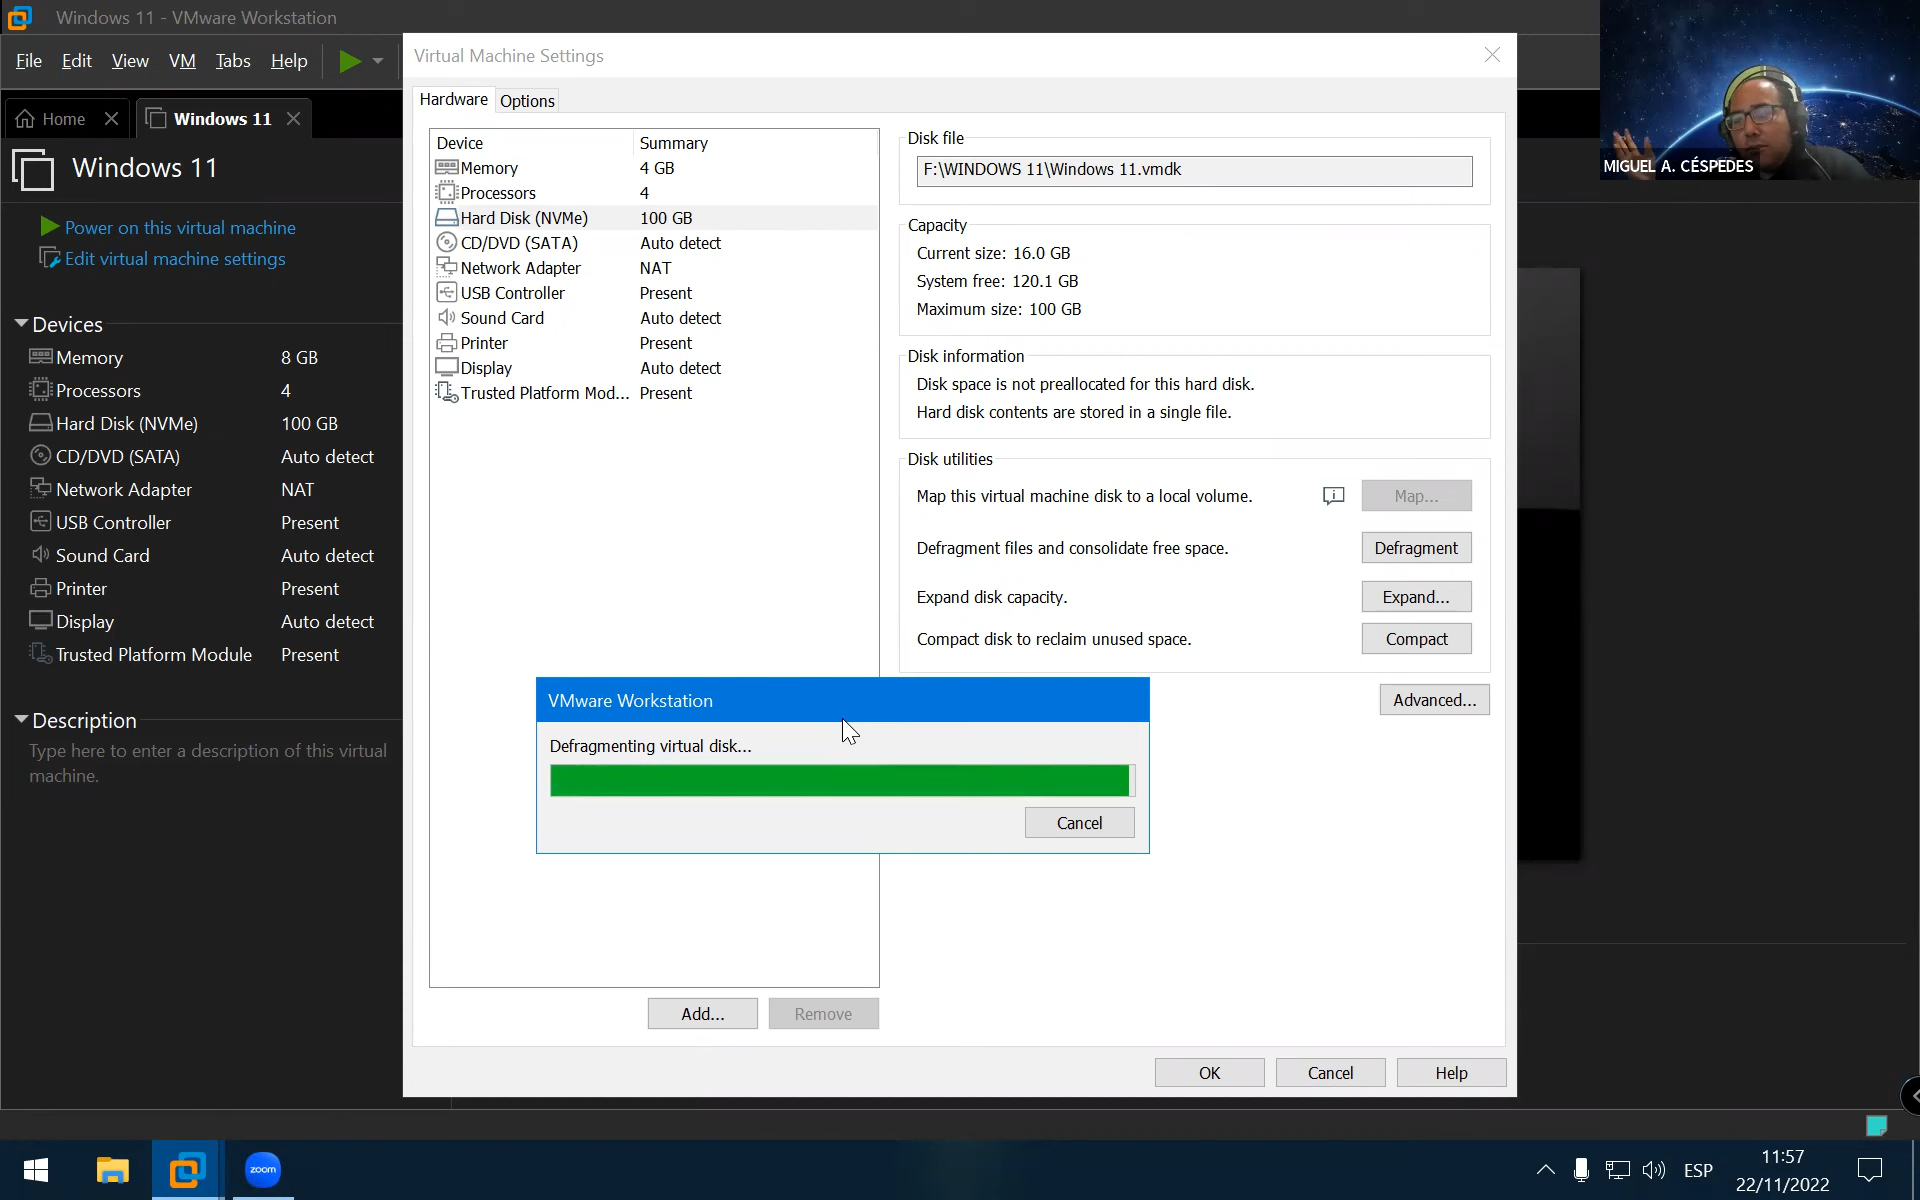 Windows 11 - VMware Workstation
File Edit View VM Tabs Help
Home
Windows 11
Windows 11
Power on this virtual machine
Edit virtual machine settings
Devices
Memory 8 GB
Processors 4
Hard Disk (NVMe) 100 GB
CD/DVD (SATA) Auto detect
Network Adapter NAT
USB Controller Present
Sound Card Auto detect
Printer Present
Display Auto detect
Trusted Platform Module Present
Description
Type here to enter a description of this virtual
machine.
Virtual Machine Settings
Hardware Options
Device Summary
Memory 4 GB
Processors 4
Hard Disk (NVMe) 100 GB
CD/DVD (SATA) Auto detect
Network Adapter NAT
USB Controller Present
Sound Card Auto detect
Printer Present
Display Auto detect
Trusted Platform Mod... Present
Add... Remove
Disk file
F:\WINDOWS 11\Windows 11.vmdk
Capacity
Current size: 16.0 GB
System free: 120.1 GB
Maximum size: 100 GB
Disk information
Disk space is not preallocated for this hard disk.
Hard disk contents are stored in a single file.
Disk utilities
Map this virtual machine disk to a local volume. Map...
Defragment files and consolidate free space. Defragment
Expand disk capacity. Expand...
Compact disk to reclaim unused space. Compact
Advanced...
VMware Workstation
Defragmenting virtual disk...
Cancel
OK Cancel Help
MIGUEL A. CÉSPEDES
zoom
ESP
11:57
22/11/2022